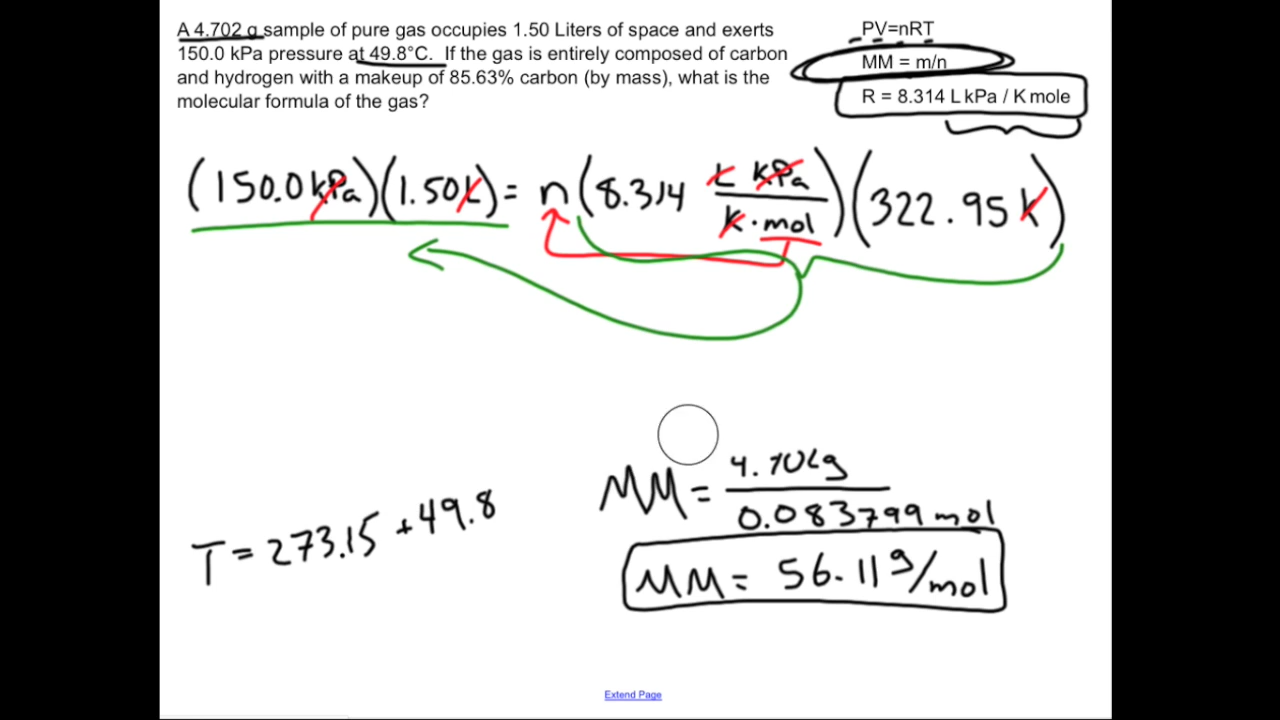 A 4.702 g sample of pure gas occupies 1.50 Liters of space and exerts
150.0 kPa pressure at 49.8°C. If the gas is entirely composed of carbon
and hydrogen with a makeup of 85.63% carbon (by mass), what is the
molecular formula of the gas?
PV=nRT
MM = m/n
R = 8.314 L kPa / K mole
(150.0 kPa)(1.50 L) = n(8.314 L kPa / K · mol)(322.95 K)
T = 273.15 + 49.8
MM = 4.702g / 0.083799 mol
MM = 56.11 g/mol
Extend Page